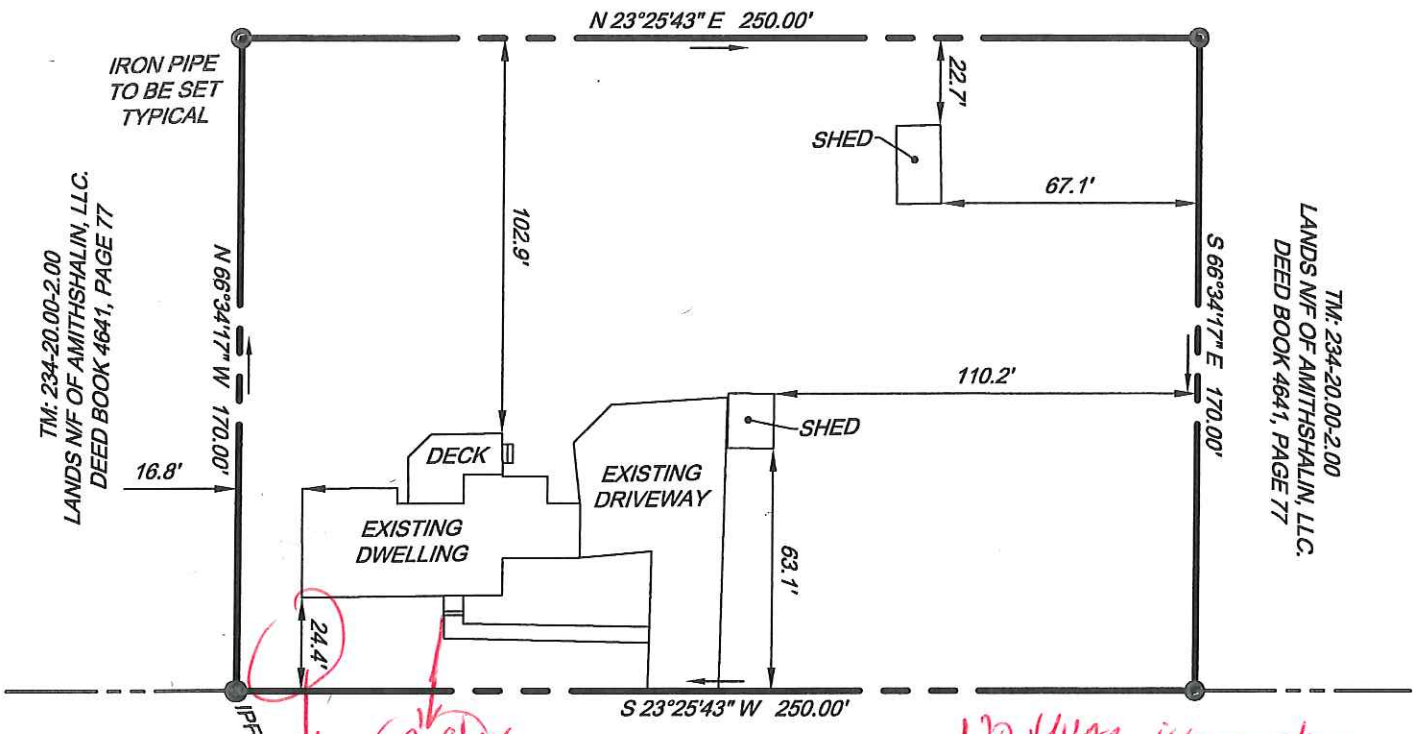 N 23°25'43" E 250.00'
IRON PIPE
TO BE SET
TYPICAL
22.7'
SHED
67.1'
102.9'
TM: 234-20.00-2.00
LANDS N/F OF AMITHSHALIN, LLC.
DEED BOOK 4641, PAGE 77
N 66°34'17" W 170.00'
S 66°34'17" E 170.00'
TM: 234-20.00-2.00
LANDS N/F OF AMITHSHALIN, LLC.
DEED BOOK 4641, PAGE 77
110.2'
SHED
DECK
16.8'
EXISTING
DRIVEWAY
EXISTING
DWELLING
63.1'
24.4'
IPF
S 23°25'43" W 250.00'